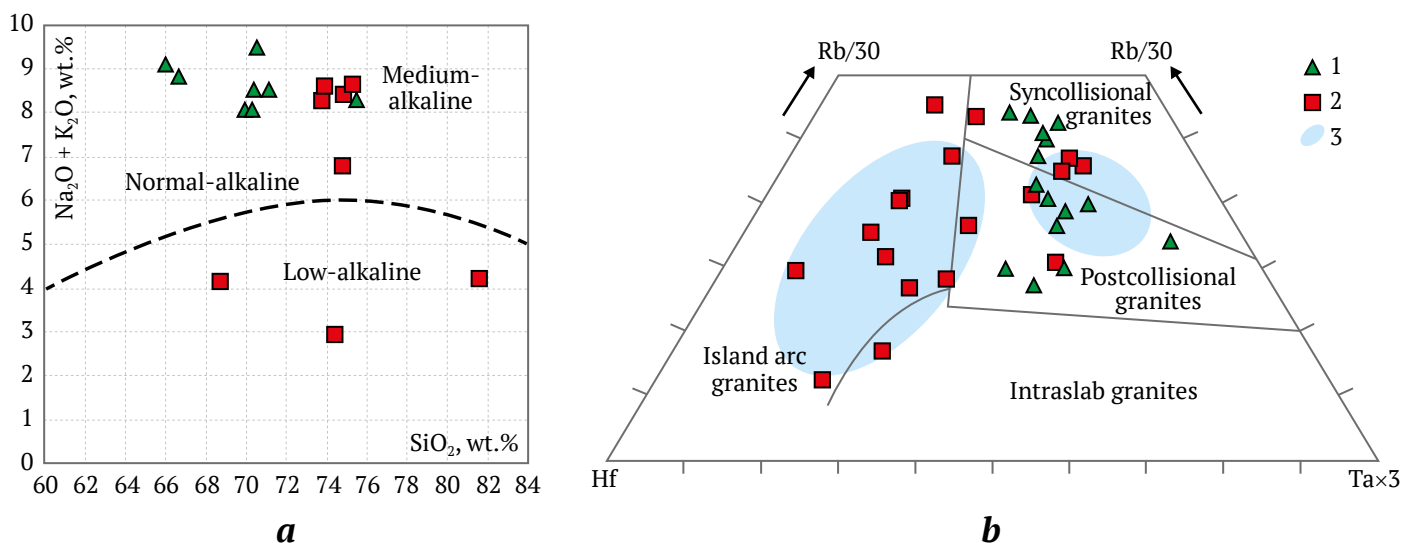 10
9
8
7
6
5
4
3
2
1
0
Na₂O + K₂O, wt.%
Medium-
alkaline
Normal-alkaline
Low-alkaline
SiO₂, wt.%
60 62 64 66 68 70 72 74 76 78 80 82 84
a
Rb/30
Rb/30
Syncollisional
granites
Postcollisional
granites
Island arc
granites
Intraslab granites
Hf
Ta×3
b
1
2
3